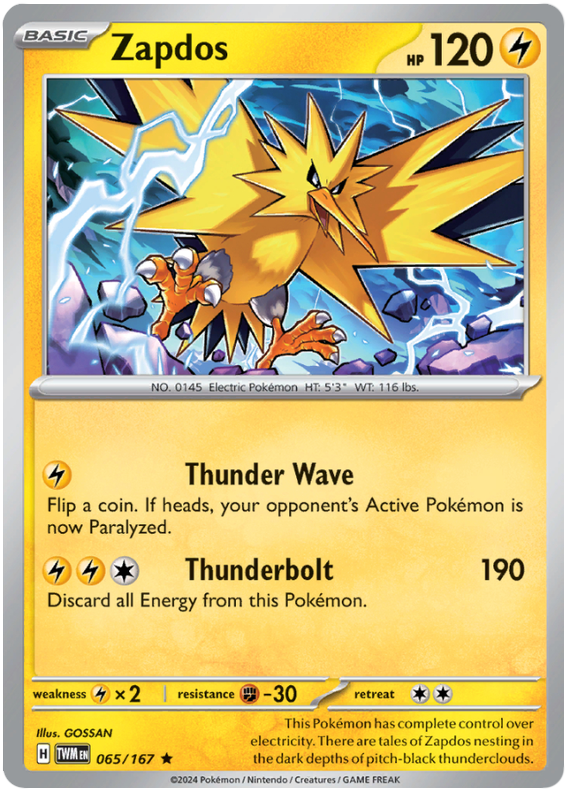 BASIC Zapdos HP 120
NO. 0145 Electric Pokémon HT: 5'3" WT: 116 lbs.
Thunder Wave
Flip a coin. If heads, your opponent's Active Pokémon is
now Paralyzed.
Thunderbolt 190
Discard all Energy from this Pokémon.
weakness ×2 resistance -30 retreat
Illus. GOSSAN
H TWM EN 065/167 ★
This Pokémon has complete control over
electricity. There are tales of Zapdos nesting in
the dark depths of pitch-black thunderclouds.
©2024 Pokémon / Nintendo / Creatures / GAME FREAK